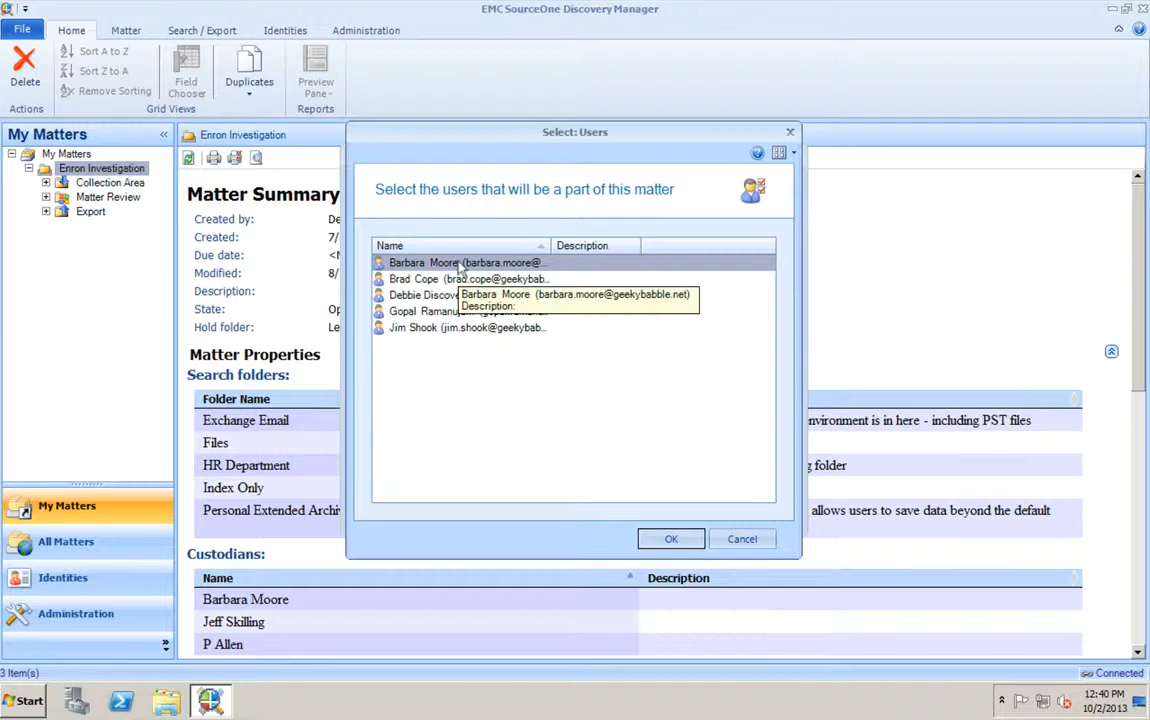 EMC SourceOne Discovery Manager
File Home Matter Search / Export Identities Administration
Delete
Sort A to Z
Sort Z to A
Remove Sorting
Field Chooser
Duplicates
Preview Pane
Actions Grid Views Reports
My Matters
My Matters
Enron Investigation
Collection Area
Matter Review
Export
My Matters
All Matters
Identities
Administration
Enron Investigation
Matter Summary
Created by:
Created: 7/
Due date:
Modified: 8/
Description:
State:
Hold folder:
Matter Properties
Search folders:
Folder Name
Exchange Email
nvironment is in here - including PST files
Files
HR Department
g folder
Index Only
Personal Extended Archiv
allows users to save data beyond the default
Custodians:
Name Description
Barbara Moore
Jeff Skilling
P Allen
Select: Users
Select the users that will be a part of this matter
Name Description
Barbara Moore (barbara.moore@...
Brad Cope (brad.cope@geekybab...
Debbie Discove
Gopal
Jim Shook (jim.shook@geekybab...
Barbara Moore (barbara.moore@geekybabble.net)
Description:
OK Cancel
3 Item(s)
Connected
Start
12:40 PM
10/2/2013